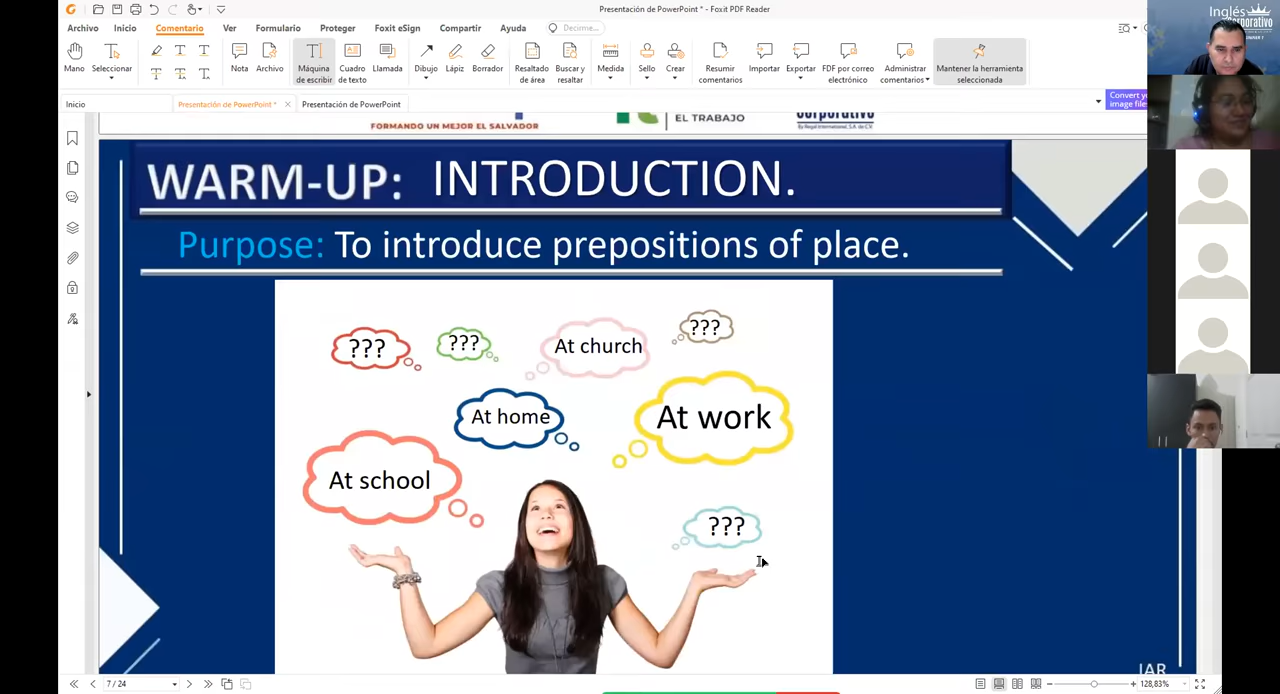 Presentación de PowerPoint * - Foxit PDF Reader
Archivo Inicio Comentario Ver Formulario Proteger Foxit eSign Compartir Ayuda Decirme...
Mano Seleccionar Nota Archivo Máquina de escribir Cuadro de texto Llamada Dibujo Lápiz Borrador Resaltado de área Buscar y resaltar Medida Sello Crear Resumir comentarios Importar Exportar PDF por correo electrónico Administrar comentarios Mantener la herramienta seleccionada
Inicio Presentación de PowerPoint * Presentación de PowerPoint
Convert
image files
Inglés
Corporativo
FORMANDO UN MEJOR EL SALVADOR
EL TRABAJO
Corporativo
WARM-UP: INTRODUCTION.
Purpose: To introduce prepositions of place.
???
???
At church
???
At home
At work
At school
???
JAR
7 / 24
128,83%